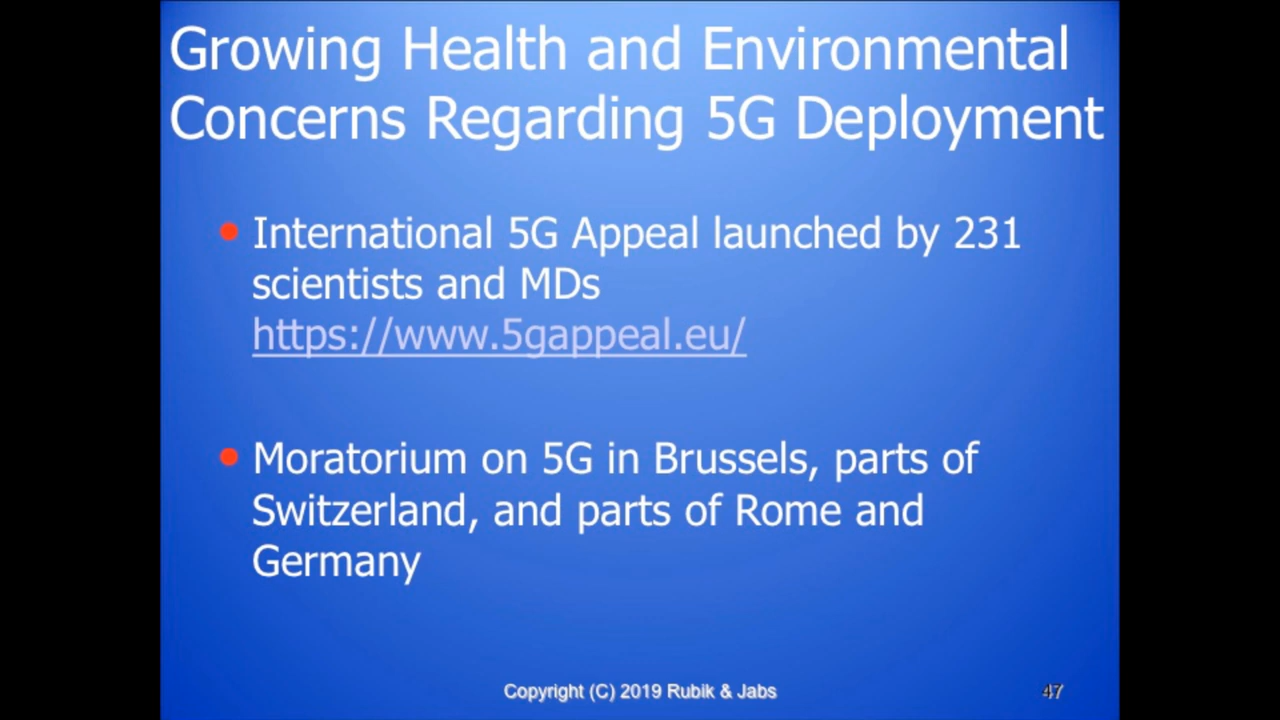 Growing Health and Environmental
Concerns Regarding 5G Deployment
International 5G Appeal launched by 231
scientists and MDs
https://www.5gappeal.eu/
Moratorium on 5G in Brussels, parts of
Switzerland, and parts of Rome and
Germany
Copyright (C) 2019 Rubik & Jabs
47